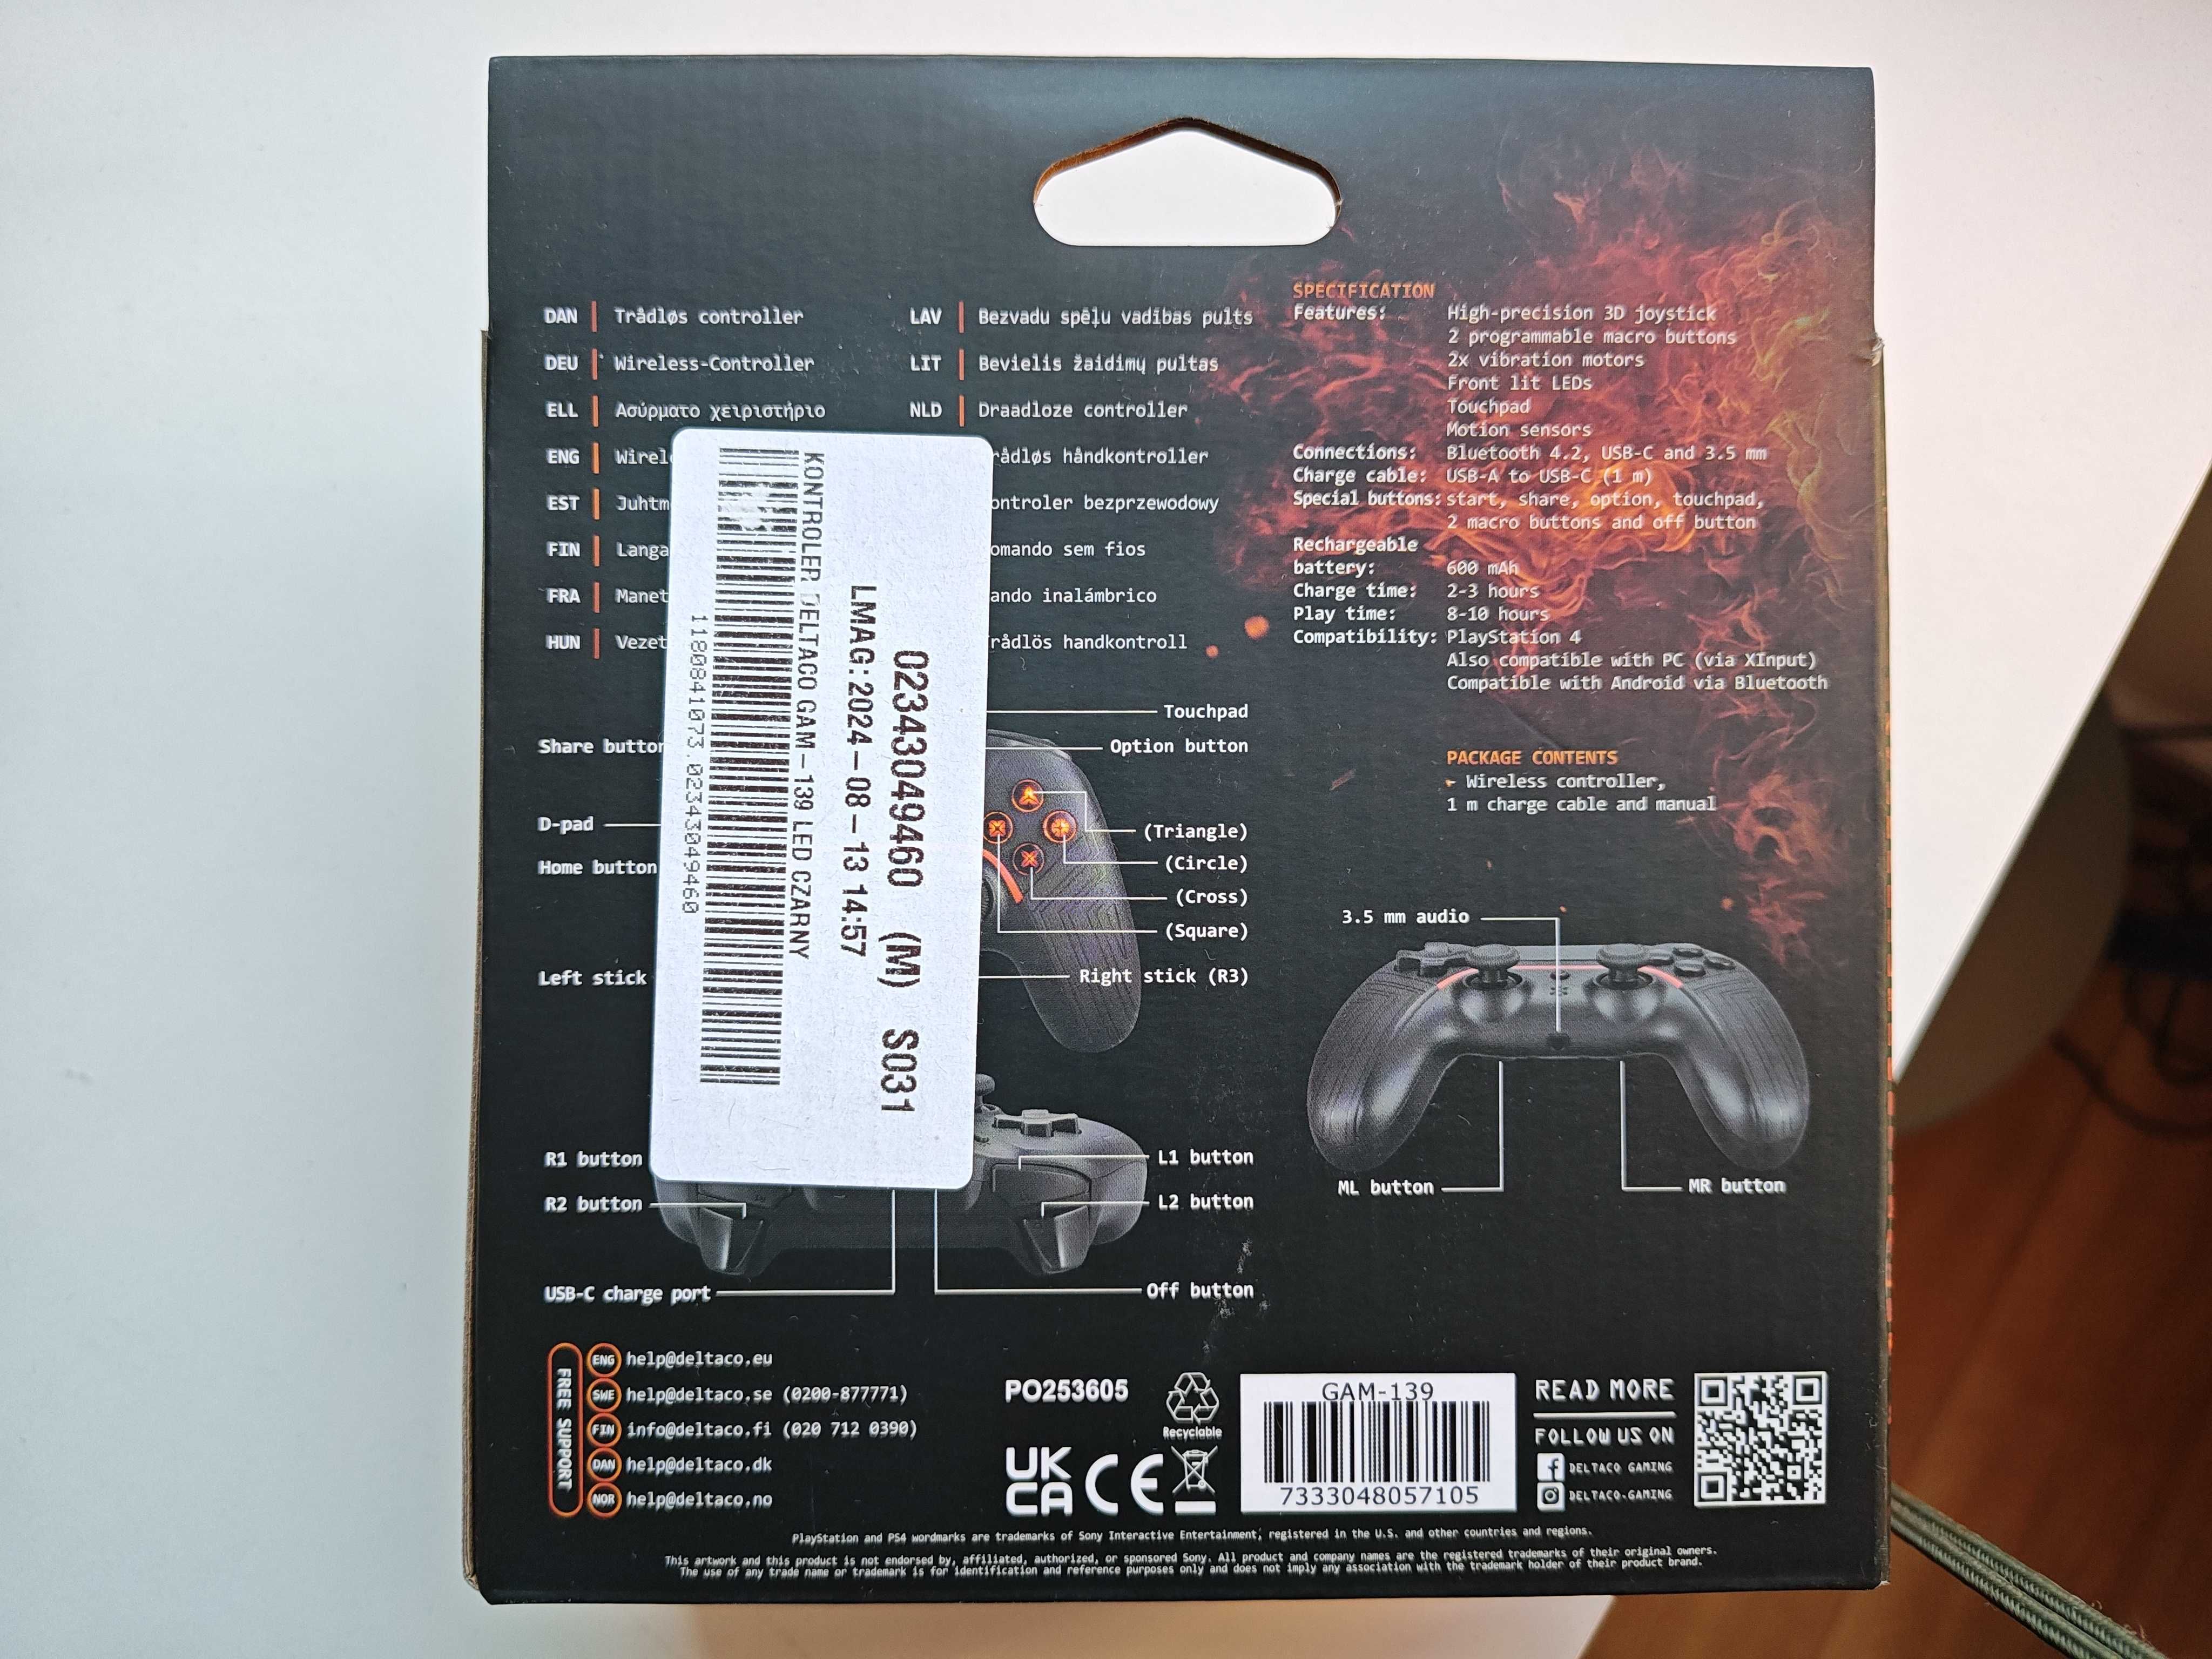 DAN Trådløs controller
DEU Wireless-Controller
ELL Ασύρματο χειριστήριο
ENG
EST
FIN
FRA
HUN
LAV Bezvadu spēļu vadības pults
LIT Bevielis žaidimų pultas
NLD Draadloze controller
håndkontroller
bezprzewodowy
sem fios
inalámbrico
handkontroll
SPECIFICATION
Features: High-precision 3D joystick
2 programmable macro buttons
2x vibration motors
Front lit LEDs
Touchpad
Motion sensors
Connections: Bluetooth 4.2, USB-C and 3.5 mm
Charge cable: USB-A to USB-C (1 m)
Special buttons: start, share, option, touchpad,
2 macro buttons and off button
Rechargeable
battery: 600 mAh
Charge time: 2-3 hours
Play time: 8-10 hours
Compatibility: PlayStation 4
Also compatible with PC (via XInput)
Compatible with Android via Bluetooth
PACKAGE CONTENTS
- Wireless controller,
1 m charge cable and manual
02343049460 (M) S031
LMAG: 2024-08-13 14:57
KONTROLER DELTACO GAM-139 LED CZARNY
11808841073.02343049460
Touchpad
Share button
Option button
D-pad
Home button
(Triangle)
(Circle)
(Cross)
(Square)
Left stick
Right stick (R3)
R1 button
L1 button
R2 button
L2 button
USB-C charge port
Off button
3.5 mm audio
ML button
MR button
FREE SUPPORT
ENG help@deltaco.eu
SWE help@deltaco.se (0200-877771)
FIN info@deltaco.fi (020 712 0390)
DAN help@deltaco.dk
NOR help@deltaco.no
PO253605
Recyclable
UK
CA
CE
GAM-139
7333048057105
READ MORE
FOLLOW US ON
DELTACO GAMING
DELTACO.GAMING
PlayStation and PS4 wordmarks are trademarks of Sony Interactive Entertainment, registered in the U.S. and other countries and regions.
This artwork and this product is not endorsed by, affiliated, authorized, or sponsored Sony. All product and company names are the registered trademarks of their original owners.
The use of any trade name or trademark is for identification and reference purposes only and does not imply any association with the trademark holder of their product brand.